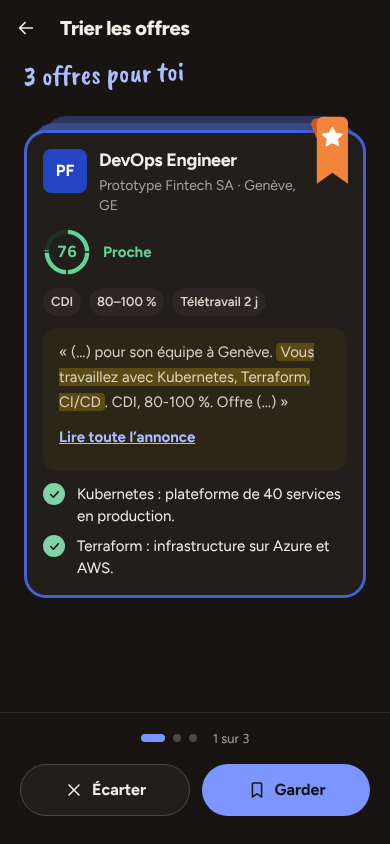 Trier les offres
3 offres pour toi
PF
DevOps Engineer
Prototype Fintech SA · Genève,
GE
76
Proche
CDI
80–100 %
Télétravail 2 j
« (…) pour son équipe à Genève. Vous
travaillez avec Kubernetes, Terraform,
CI/CD. CDI, 80-100 %. Offre (…) »
Lire toute l’annonce
Kubernetes : plateforme de 40 services
en production.
Terraform : infrastructure sur Azure et
AWS.
1 sur 3
Écarter
Garder